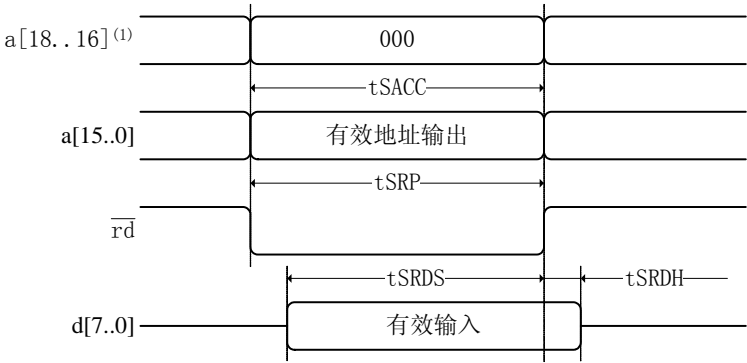 a[18..16]⁽¹⁾ 000
tSACC
a[15..0] 有效地址输出
tSRP
rd
tSRDS tSRDH
d[7..0] 有效输入